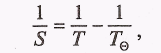 1/S = 1/T − 1/T_Θ ,